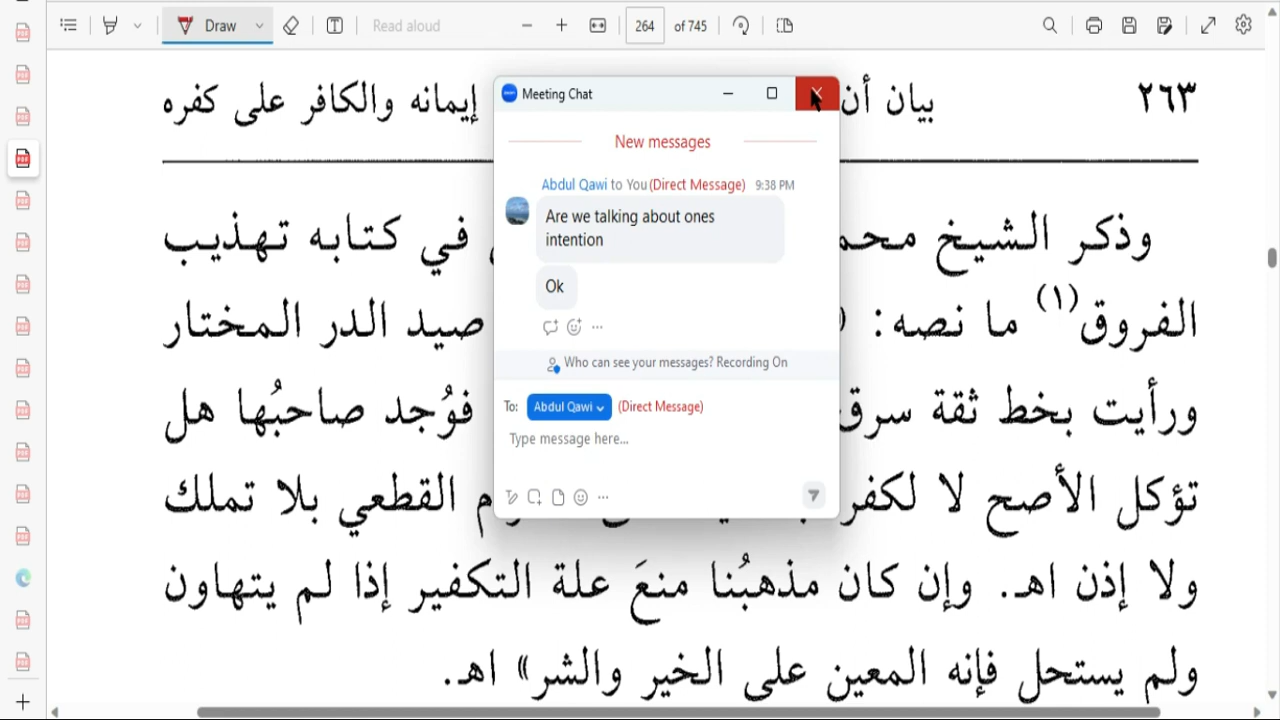 Draw
Read aloud
264 of 745
بيان أن إيمانه والكافر على كفره ٢٦٣
Meeting Chat
New messages
Abdul Qawi to You (Direct Message) 9:38 PM
Are we talking about ones
intention
Ok
Who can see your messages? Recording On
To: Abdul Qawi (Direct Message)
Type message here...
وذكر الشيخ في كتابه تهذيب
الفروق(١) ما نصه: صيد الدر المختار
ورأيت بخط ثقة سرق فوُجد صاحبُها هل
تؤكل الأصح لا لكفر القطعي بلا تملك
ولا إذن اهـ. وإن كان مذهبُنا منعَ علة التكفير إذا لم يتهاون
ولم يستحل فإنه المعين على الخير والشر» اهـ.